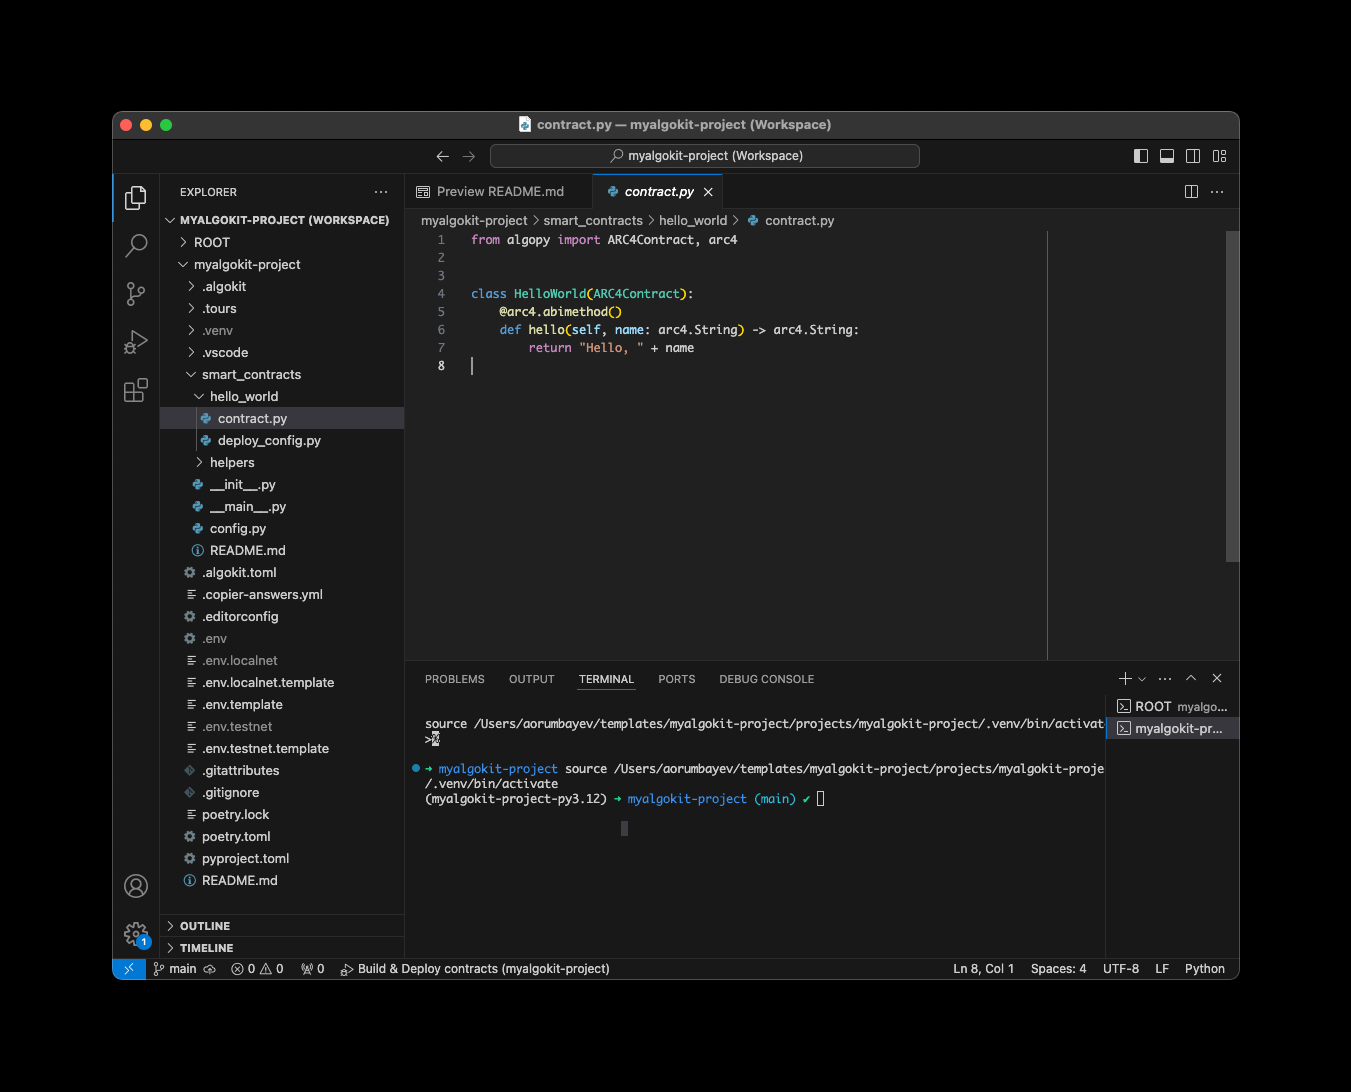 contract.py — myalgokit-project (Workspace)
myalgokit-project (Workspace)
EXPLORER
MYALGOKIT-PROJECT (WORKSPACE)
ROOT
myalgokit-project
.algokit
.tours
.venv
.vscode
smart_contracts
hello_world
contract.py
deploy_config.py
helpers
__init__.py
__main__.py
config.py
README.md
.algokit.toml
.copier-answers.yml
.editorconfig
.env
.env.localnet
.env.localnet.template
.env.template
.env.testnet
.env.testnet.template
.gitattributes
.gitignore
poetry.lock
poetry.toml
pyproject.toml
README.md
OUTLINE
TIMELINE
1
Preview README.md
contract.py
myalgokit-project > smart_contracts > hello_world > contract.py
1 from algopy import ARC4Contract, arc4
2
3
4 class HelloWorld(ARC4Contract):
5 @arc4.abimethod()
6 def hello(self, name: arc4.String) -> arc4.String:
7 return "Hello, " + name
8
PROBLEMS OUTPUT TERMINAL PORTS DEBUG CONSOLE
source /Users/aorumbayev/templates/myalgokit-project/projects/myalgokit-project/.venv/bin/activat
>
➜ myalgokit-project source /Users/aorumbayev/templates/myalgokit-project/projects/myalgokit-proje
/.venv/bin/activate
(myalgokit-project-py3.12) ➜ myalgokit-project (main) ✔
ROOT myalgo...
myalgokit-pr...
main 0 0 0 Build & Deploy contracts (myalgokit-project) Ln 8, Col 1 Spaces: 4 UTF-8 LF Python